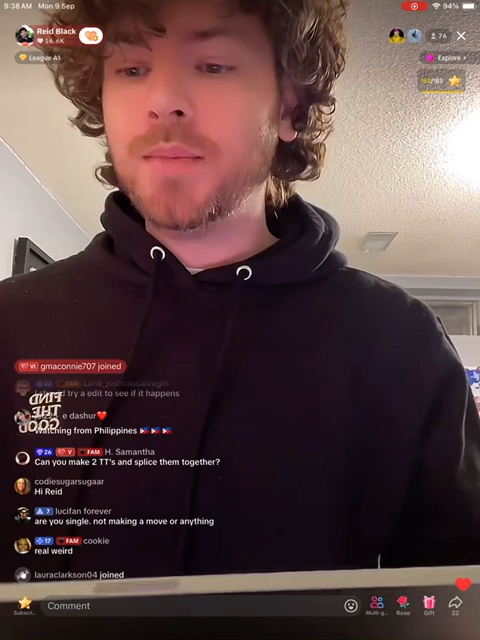 9:38 AM Mon 9 Sep
94%
Reid Black
16.6K
76
League A1
Explore >
185
VI gmaconnie707 joined
try a edit to see if it happens
FIND
THE
GOOD
e dashur
Watching from Philippines
26 V FAM H. Samantha
Can you make 2 TT's and splice them together?
codiesugarsugaar
Hi Reid
7 lucifan forever
are you single. not making a move or anything
17 FAM cookie
real weird
lauraclarkson04 joined
Subscri...
Comment
Multi-g...
Rose
Gift
22